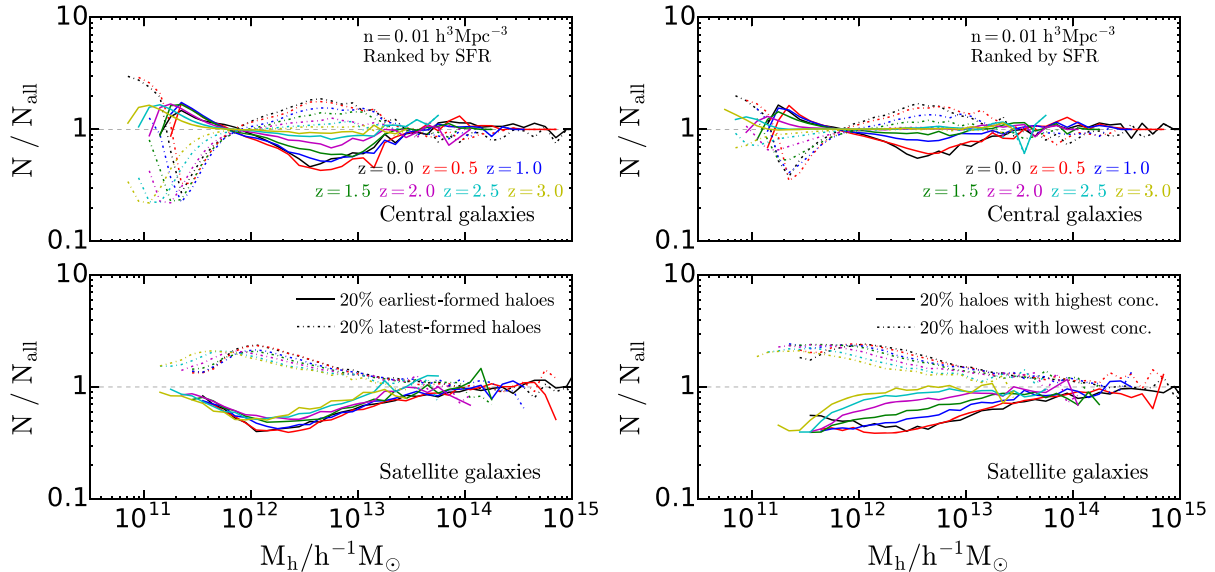 10
1
0.1
N / N_all
n = 0.01 h³Mpc⁻³
Ranked by SFR
z = 0.0 z = 0.5 z = 1.0
z = 1.5 z = 2.0 z = 2.5 z = 3.0
Central galaxies
10
1
0.1
N / N_all
n = 0.01 h³Mpc⁻³
Ranked by SFR
z = 0.0 z = 0.5 z = 1.0
z = 1.5 z = 2.0 z = 2.5 z = 3.0
Central galaxies
10
1
0.1
N / N_all
20% earliest-formed haloes
20% latest-formed haloes
Satellite galaxies
10¹¹ 10¹² 10¹³ 10¹⁴ 10¹⁵
M_h/h⁻¹M_⊙
10
1
0.1
N / N_all
20% haloes with highest conc.
20% haloes with lowest conc.
Satellite galaxies
10¹¹ 10¹² 10¹³ 10¹⁴ 10¹⁵
M_h/h⁻¹M_⊙